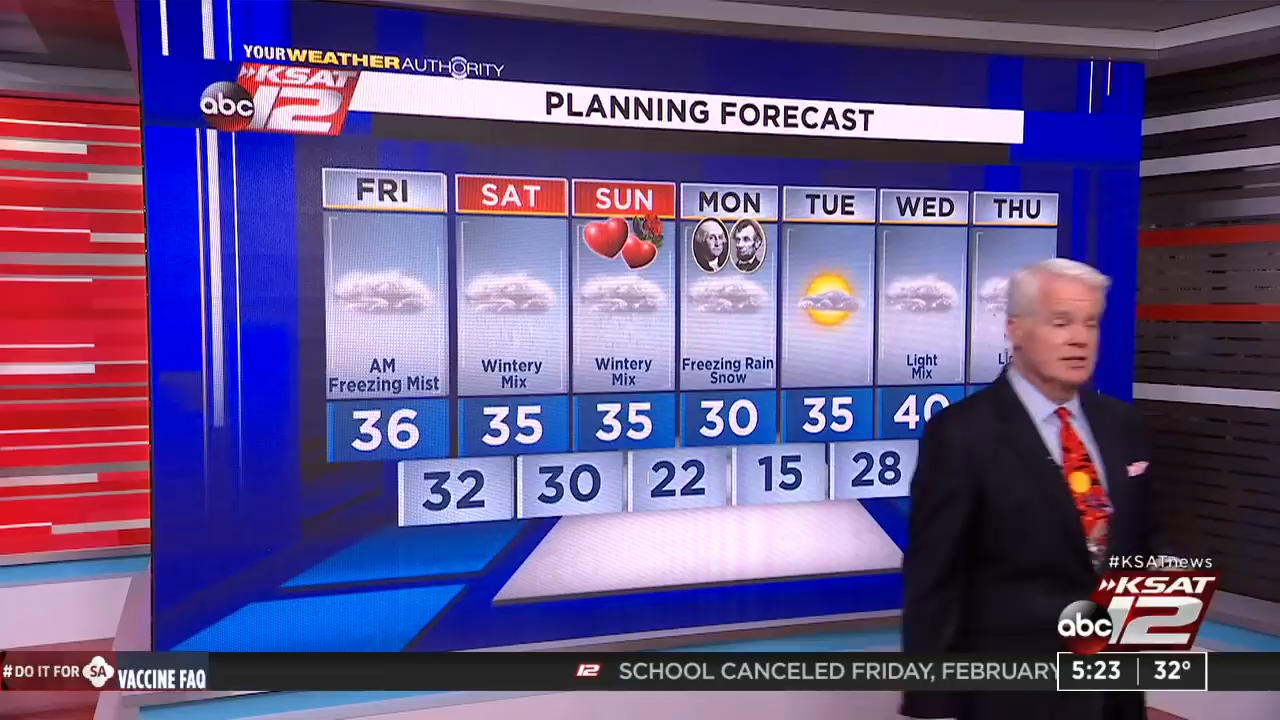 YOUR WEATHER AUTHORITY
KSAT
abc 12
PLANNING FORECAST
FRI SAT SUN MON TUE WED THU
AM
Freezing Mist
Wintery
Mix
Wintery
Mix
Freezing Rain
Snow
Light
Mix
36 35 35 30 35 40
32 30 22 15 28
#KSATnews
KSAT
abc 12
#DO IT FOR SA VACCINE FAQ
12 SCHOOL CANCELED FRIDAY, FEBRUARY
5:23 32°